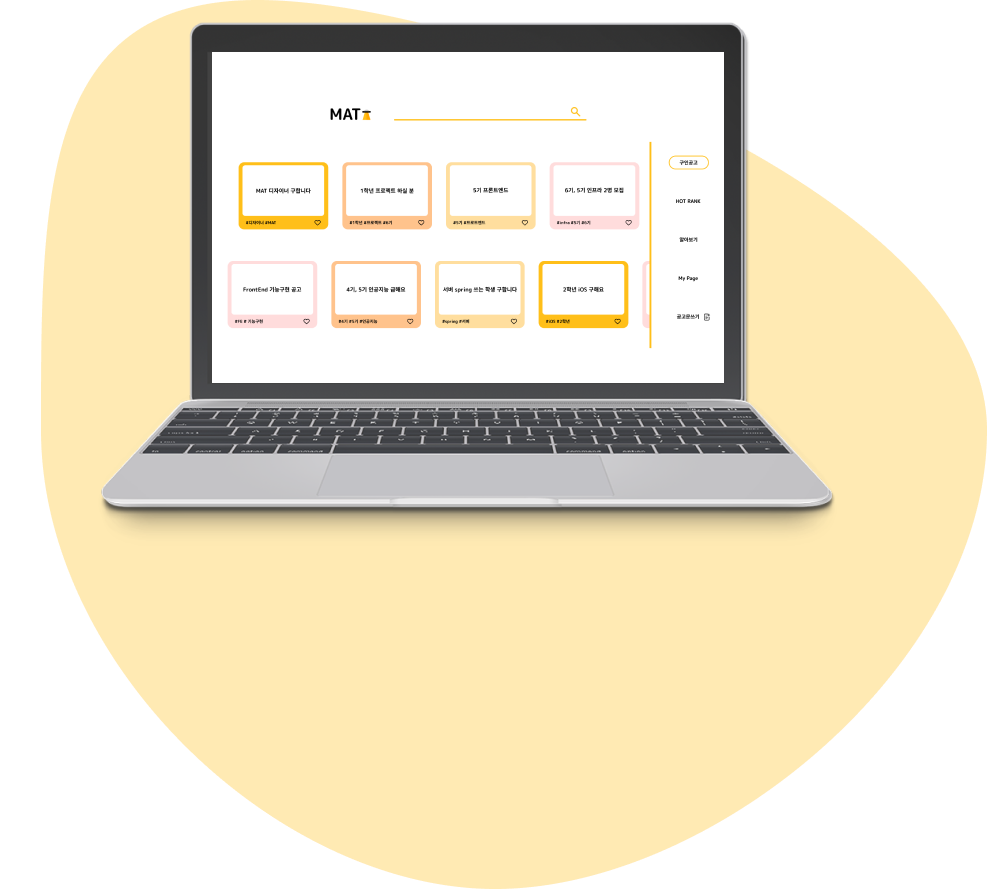 MAT
구인공고
MAT 디자이너 구합니다
1학년 프로젝트 하실 분
5기 프론트엔드
6기, 5기 인프라 2명 모집
HOT RANK
#디자이너 #MAT
#1학년 #프로젝트 #6기
#5기 #프론트엔드
#infra #5기 #6기
알아보기
My Page
FrontEnd 기능구현 공고
4기, 5기 인공지능 급해요
서버 spring 쓰는 학생 구합니다
2학년 iOS 구해요
공고문쓰기
#FE # 기능구현
#4기 #5기 #인공지능
#spring #서버
#iOS #2학년
command
command